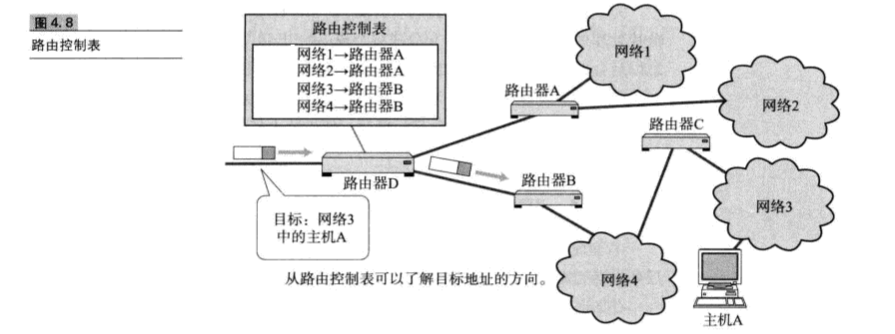 图 4.8
路由控制表
路由控制表
网络1→路由器A
网络2→路由器A
网络3→路由器B
网络4→路由器B
网络1
路由器A
网络2
路由器C
路由器D
路由器B
网络3
目标：网络3
中的主机A
从路由控制表可以了解目标地址的方向。
网络4
主机A